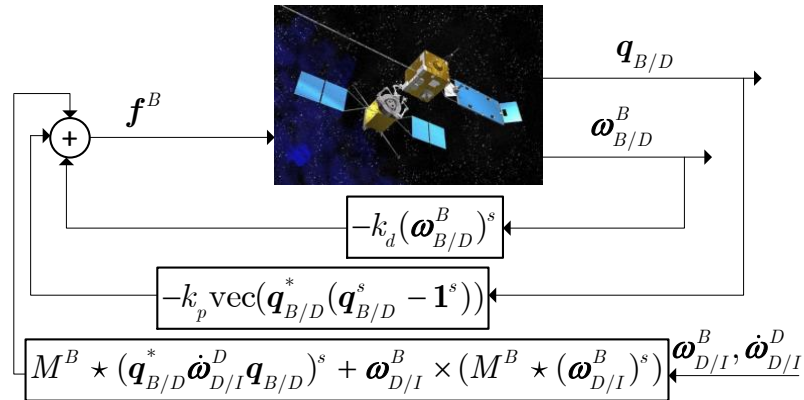 q_{B/D}
f^B
ω^B_{B/D}
+
−k_d(ω^B_{B/D})^s
−k_p vec(q^*_{B/D}(q^s_{B/D} − 1^s))
ω^B_{D/I}, ω̇^D_{D/I}
M^B ⋆ (q^*_{B/D} ω̇^D_{D/I} q_{B/D})^s + ω^B_{D/I} × (M^B ⋆ (ω^B_{D/I})^s)